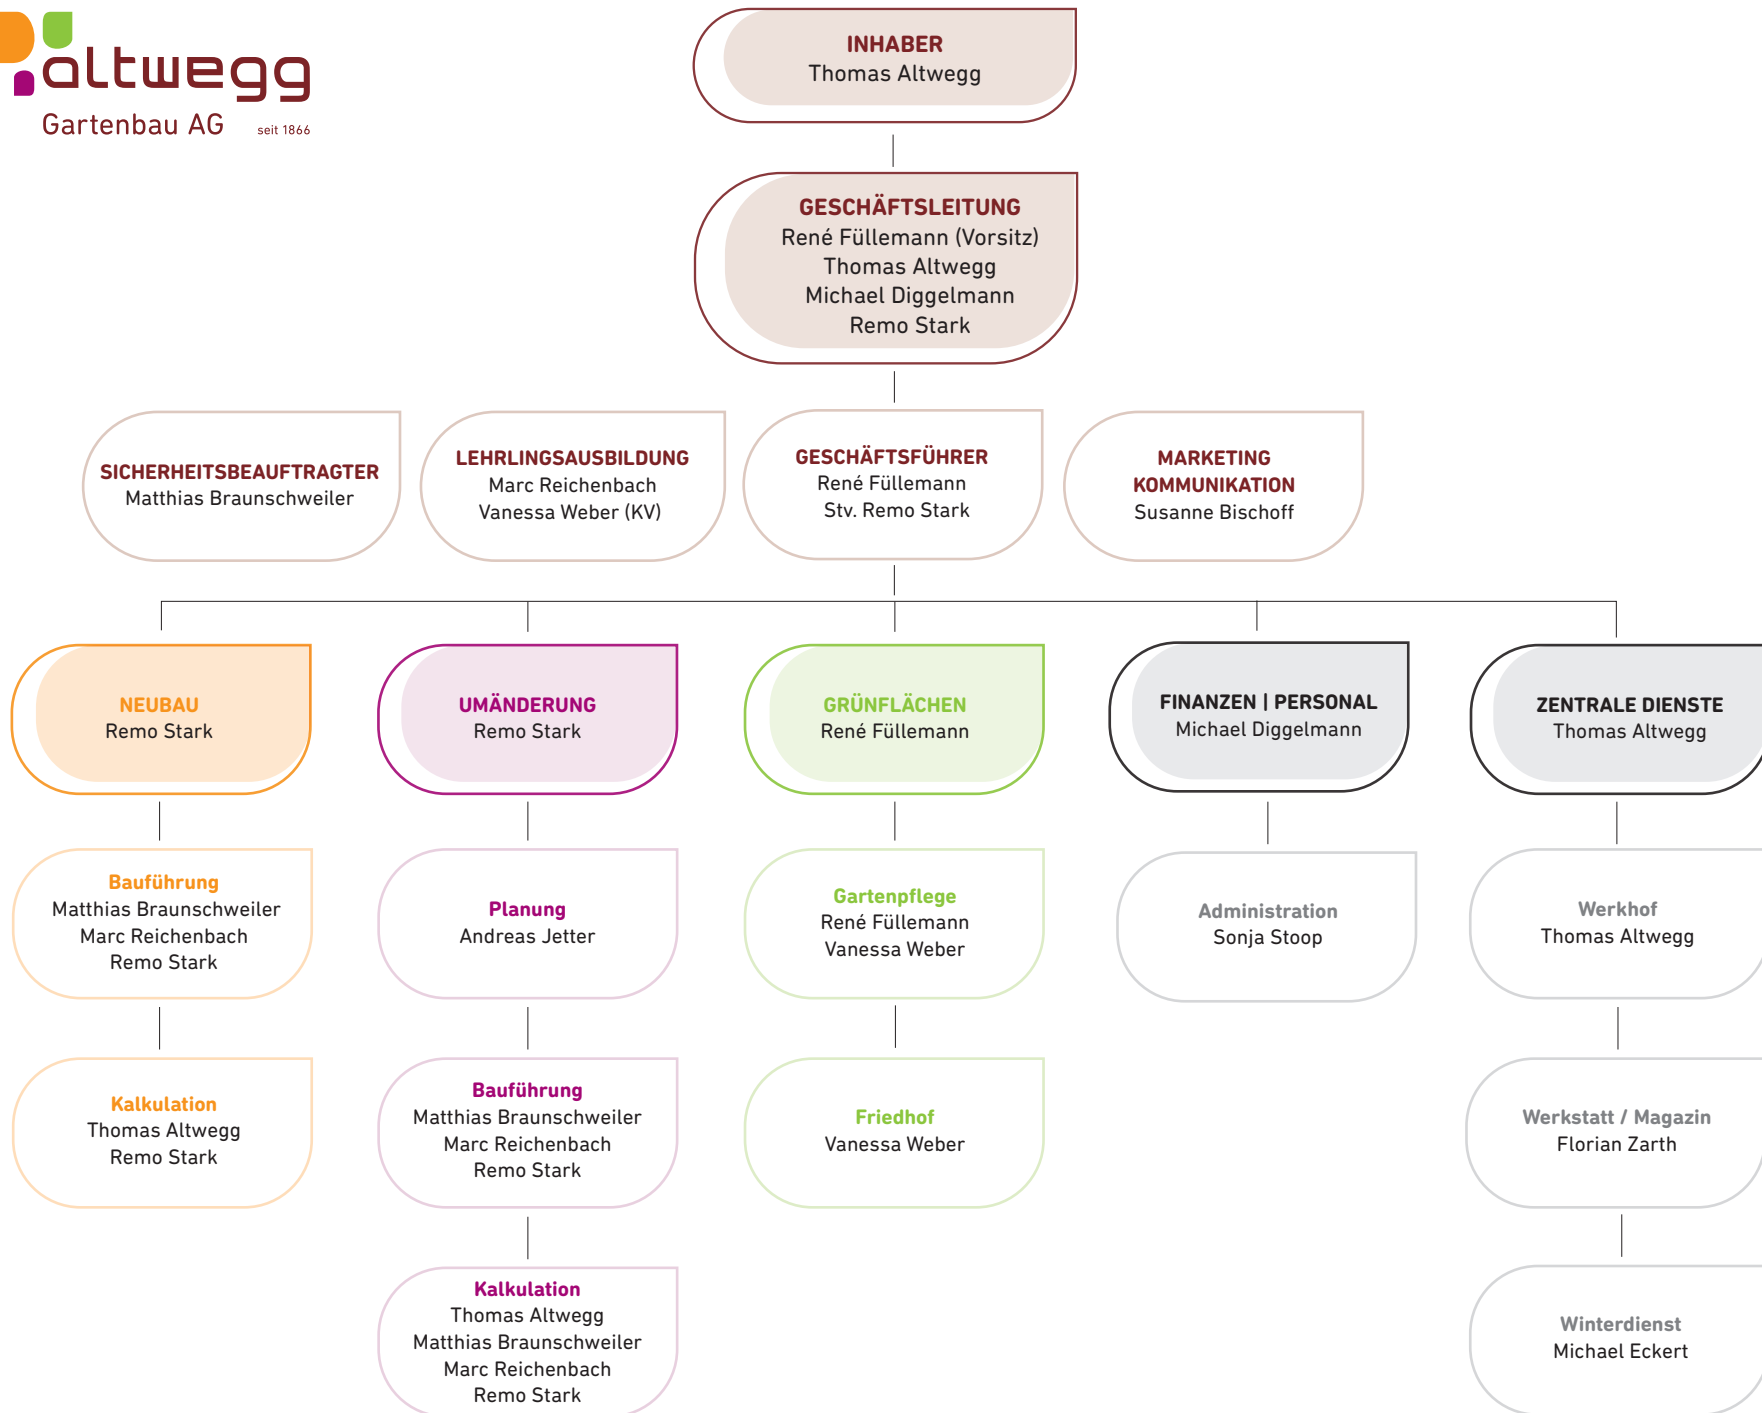 altwegg
Gartenbau AG seit 1866
INHABER
Thomas Altwegg
GESCHÄFTSLEITUNG
René Füllemann (Vorsitz)
Thomas Altwegg
Michael Diggelmann
Remo Stark
SICHERHEITSBEAUFTRAGTER
Matthias Braunschweiler
LEHRLINGSAUSBILDUNG
Marc Reichenbach
Vanessa Weber (KV)
GESCHÄFTSFÜHRER
René Füllemann
Stv. Remo Stark
MARKETING
KOMMUNIKATION
Susanne Bischoff
NEUBAU
Remo Stark
UMÄNDERUNG
Remo Stark
GRÜNFLÄCHEN
René Füllemann
FINANZEN | PERSONAL
Michael Diggelmann
ZENTRALE DIENSTE
Thomas Altwegg
Bauführung
Matthias Braunschweiler
Marc Reichenbach
Remo Stark
Planung
Andreas Jetter
Gartenpflege
René Füllemann
Vanessa Weber
Administration
Sonja Stoop
Werkhof
Thomas Altwegg
Kalkulation
Thomas Altwegg
Remo Stark
Bauführung
Matthias Braunschweiler
Marc Reichenbach
Remo Stark
Friedhof
Vanessa Weber
Werkstatt / Magazin
Florian Zarth
Kalkulation
Thomas Altwegg
Matthias Braunschweiler
Marc Reichenbach
Remo Stark
Winterdienst
Michael Eckert